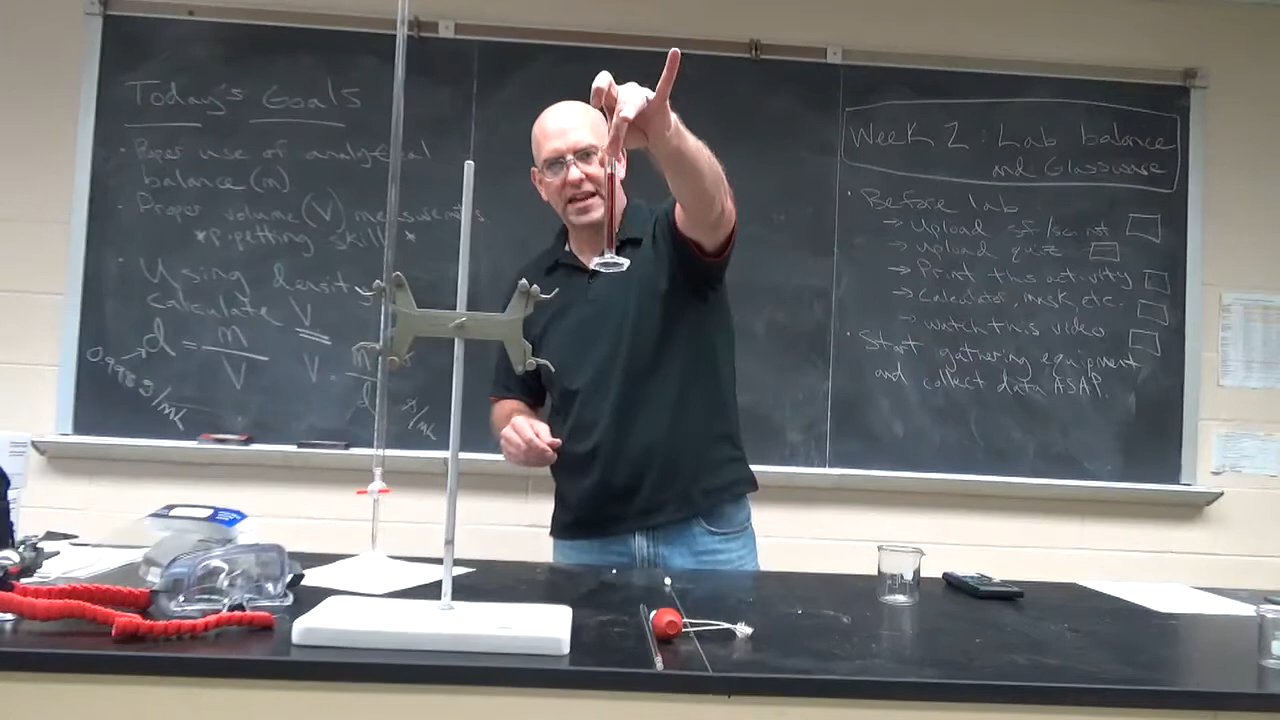 Today's Goals
• Proper use of analytical
balance (m)
• Proper volume (V) measurements.
*pipetting skill*
• Using density
Calculate V
d = m
V
V = m
d
0.998 g/mL
g/mL
Week 2: Lab balance
and Glassware
• Before lab
→ Upload
→ Upload quiz
→ Print this activity
→ Calculator, mask, etc.
→ watch this video
• Start gathering equipment
and collect data ASAP.